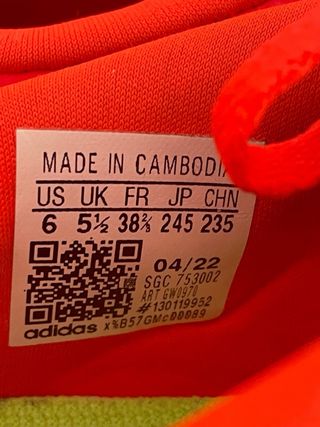 MADE IN CAMBODIA
US UK FR JP CHN
6 5½ 38⅔ 245 235
04/22
SGC 753002
ART GW0970
#130119952
adidas x%B57GMc00089